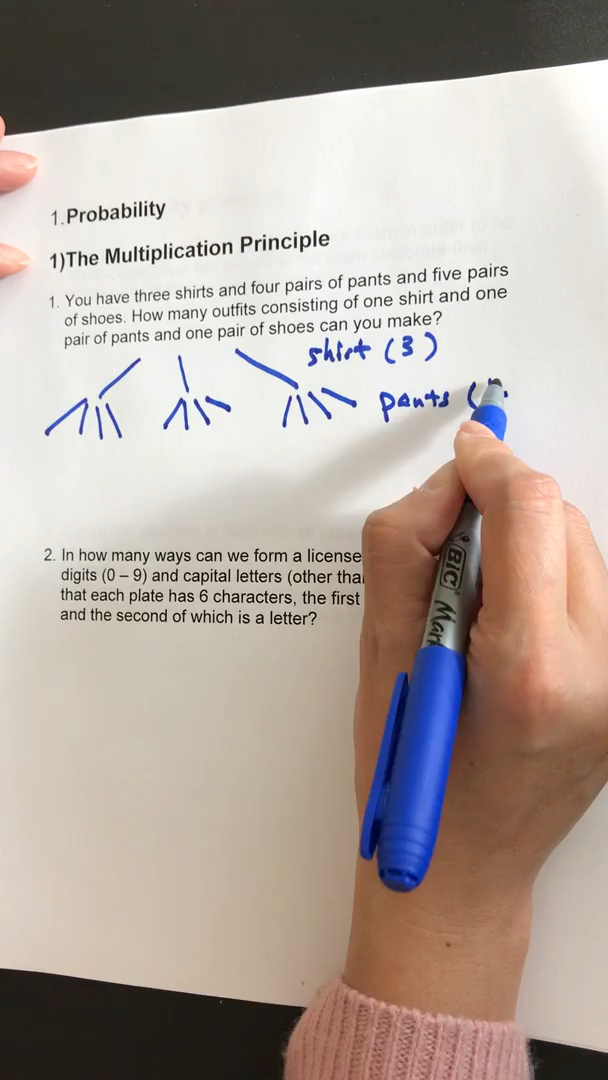 1. Probability
1)The Multiplication Principle
1. You have three shirts and four pairs of pants and five pairs
of shoes. How many outfits consisting of one shirt and one
pair of pants and one pair of shoes can you make?
shirt (3)
pants (
2. In how many ways can we form a license
digits (0 – 9) and capital letters (other
that each plate has 6 characters, the first
and the second of which is a letter?
BIC